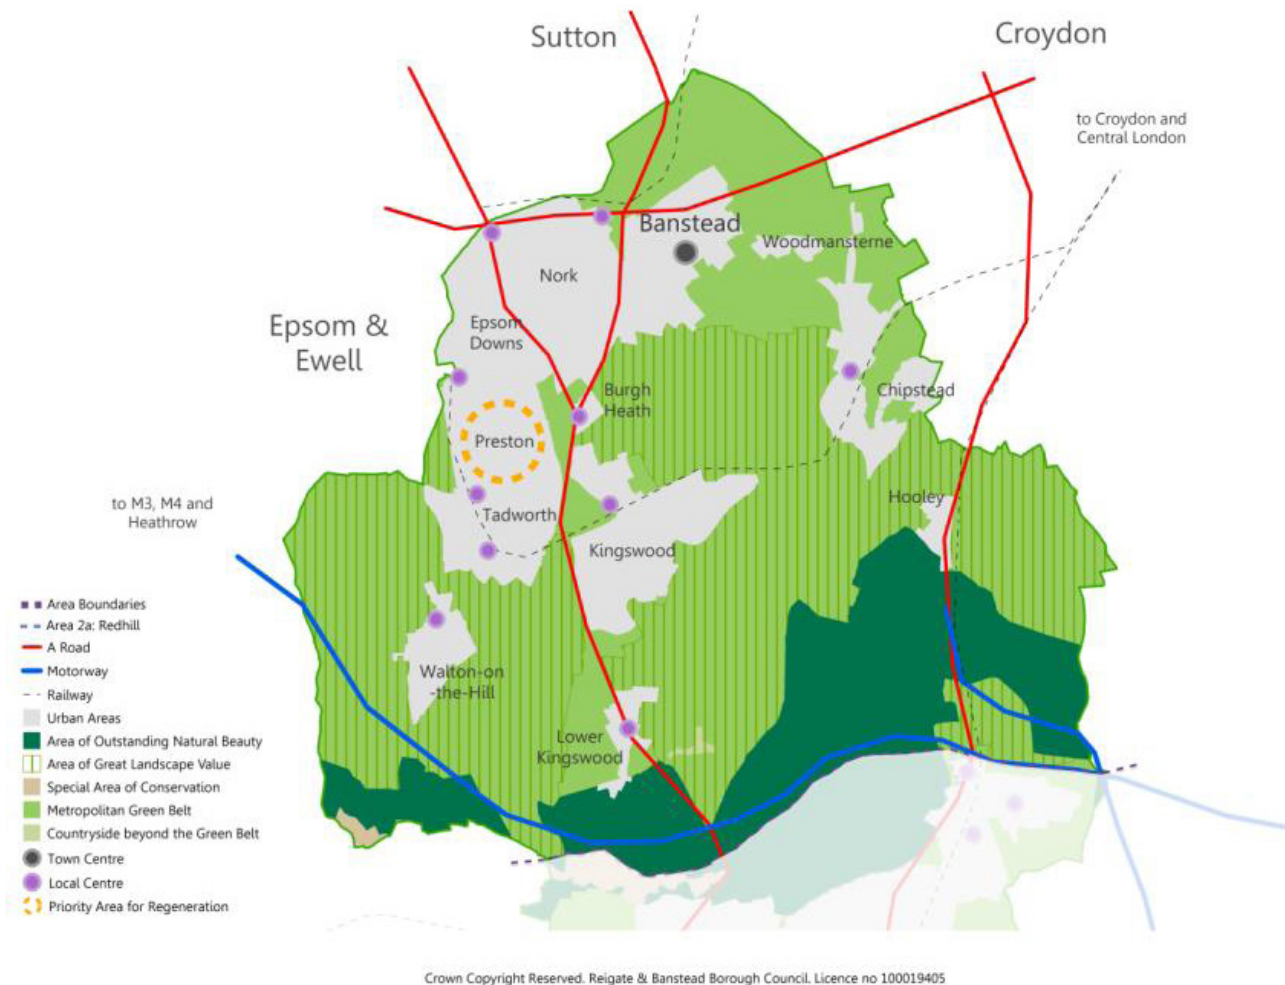 Sutton
Croydon
to Croydon and
Central London
Banstead
Woodmansterne
Nork
Epsom &
Ewell
Epsom
Downs
Burgh
Heath
Chipstead
Preston
to M3, M4 and
Heathrow
Hooley
Tadworth
Kingswood
Walton-on
-the-Hill
Lower
Kingswood
Area Boundaries
Area 2a: Redhill
A Road
Motorway
Railway
Urban Areas
Area of Outstanding Natural Beauty
Area of Great Landscape Value
Special Area of Conservation
Metropolitan Green Belt
Countryside beyond the Green Belt
Town Centre
Local Centre
Priority Area for Regeneration
Crown Copyright Reserved. Reigate & Banstead Borough Council. Licence no 100019405